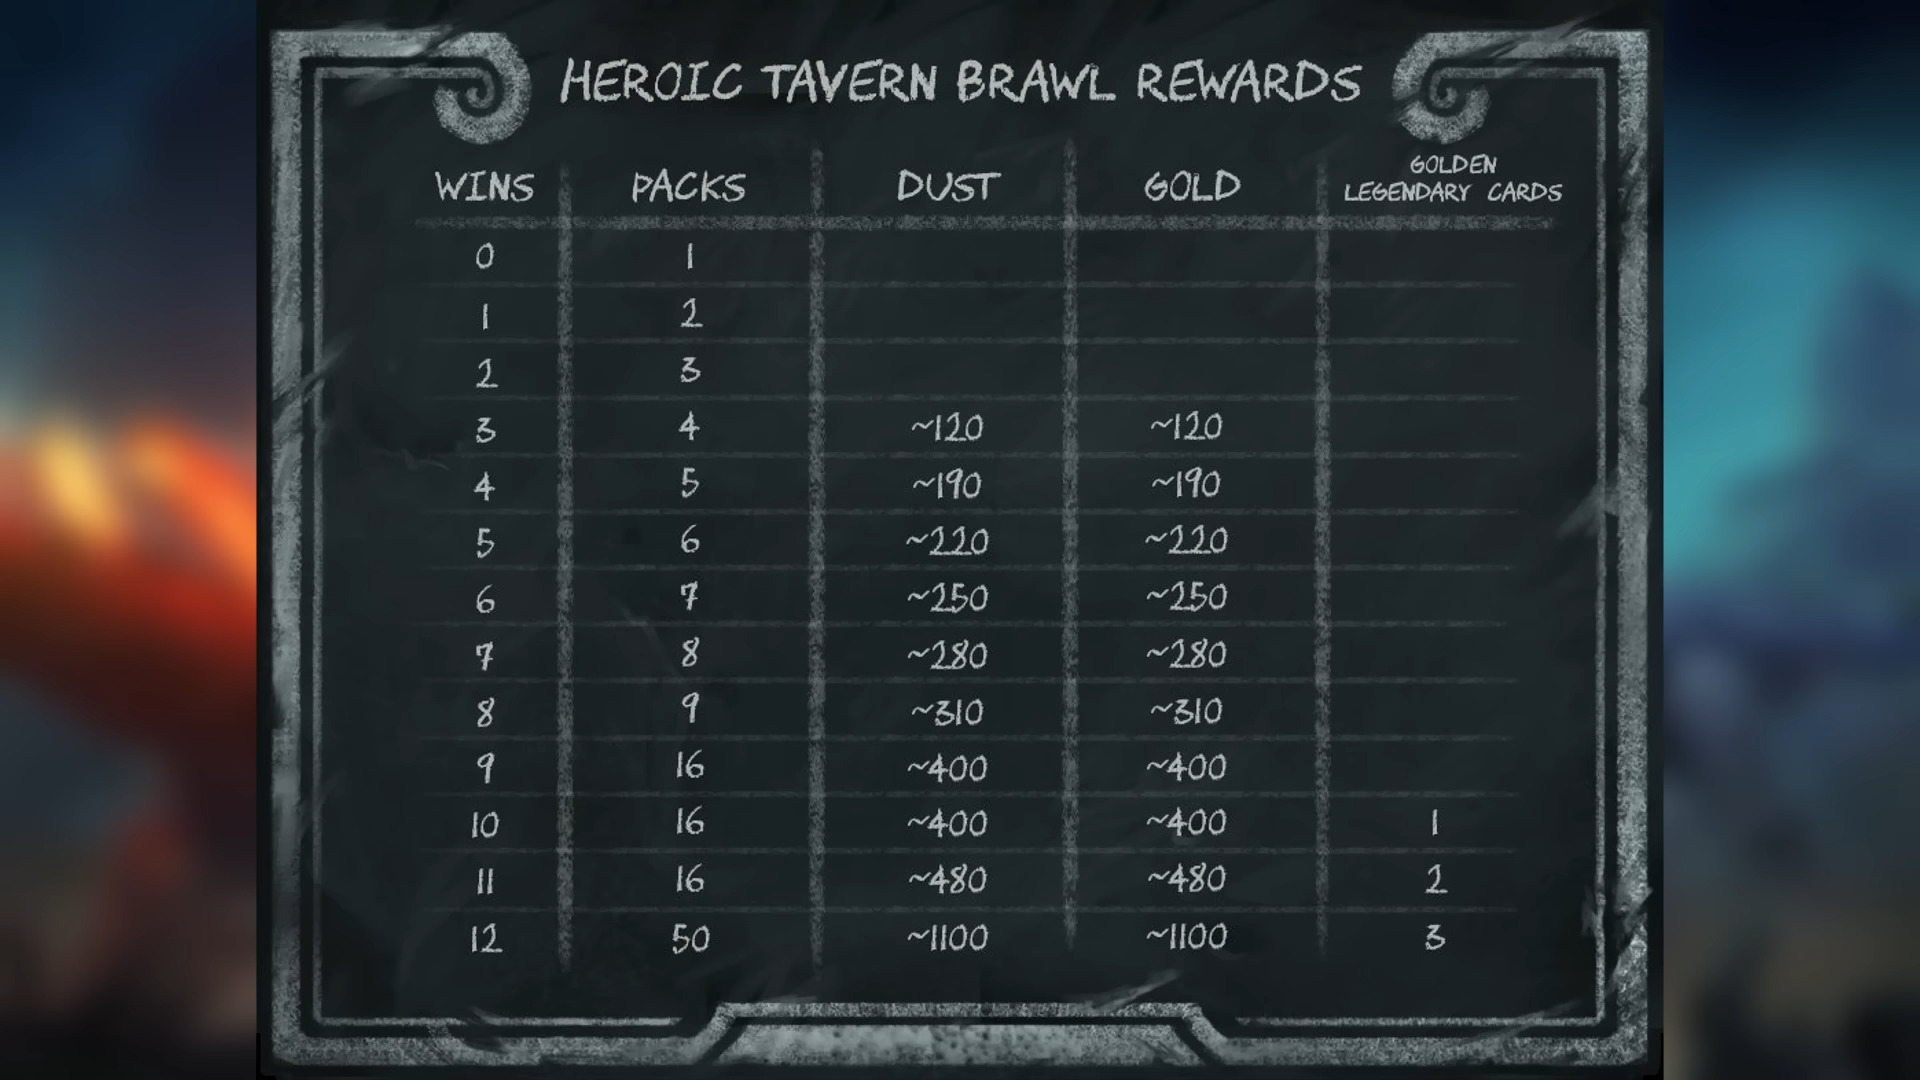 HEROIC TAVERN BRAWL REWARDS
WINS PACKS DUST GOLD GOLDEN LEGENDARY CARDS
0 1
1 2
2 3
3 4 ~120 ~120
4 5 ~190 ~190
5 6 ~220 ~220
6 7 ~250 ~250
7 8 ~280 ~280
8 9 ~310 ~310
9 16 ~400 ~400
10 16 ~400 ~400 1
11 16 ~480 ~480 2
12 50 ~1100 ~1100 3